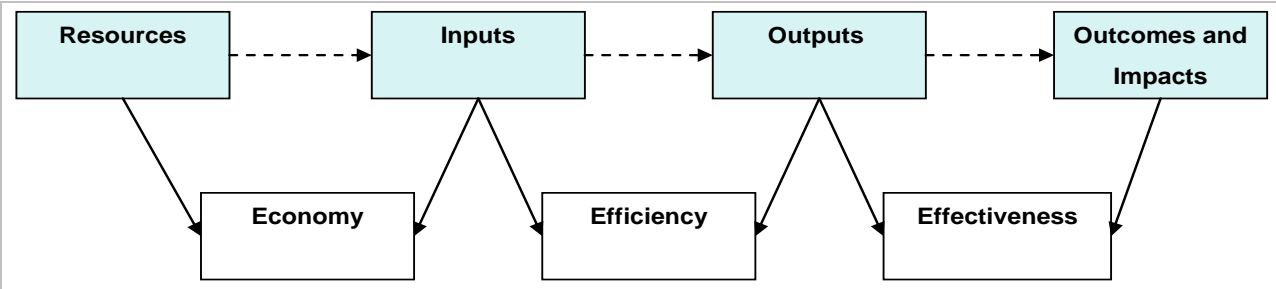 Resources
Inputs
Outputs
Outcomes and
Impacts
Economy
Efficiency
Effectiveness